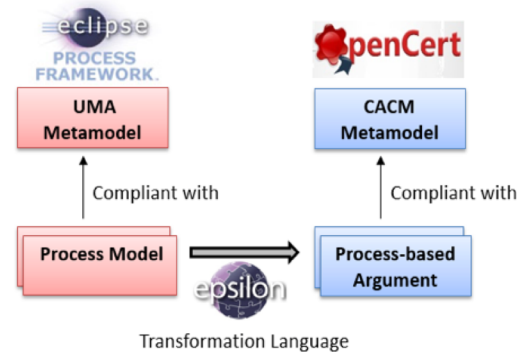 eclipse
PROCESS
FRAMEWORK.
penCert
UMA
Metamodel
CACM
Metamodel
Compliant with
Compliant with
Process Model
Process-based
Argument
epsilon
Transformation Language